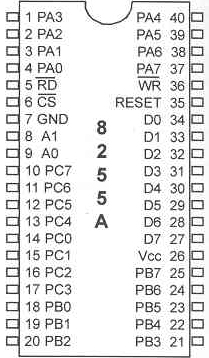 1 PA3 PA4 40
2 PA2 PA5 39
3 PA1 PA6 38
4 PA0 PA7 37
5 RD WR 36
6 CS RESET 35
7 GND D0 34
8 A1 D1 33
9 A0 D2 32
10 PC7 D3 31
11 PC6 D4 30
12 PC5 D5 29
13 PC4 D6 28
14 PC0 D7 27
15 PC1 Vcc 26
16 PC2 PB7 25
17 PC3 PB6 24
18 PB0 PB5 23
19 PB1 PB4 22
20 PB2 PB3 21
8255A